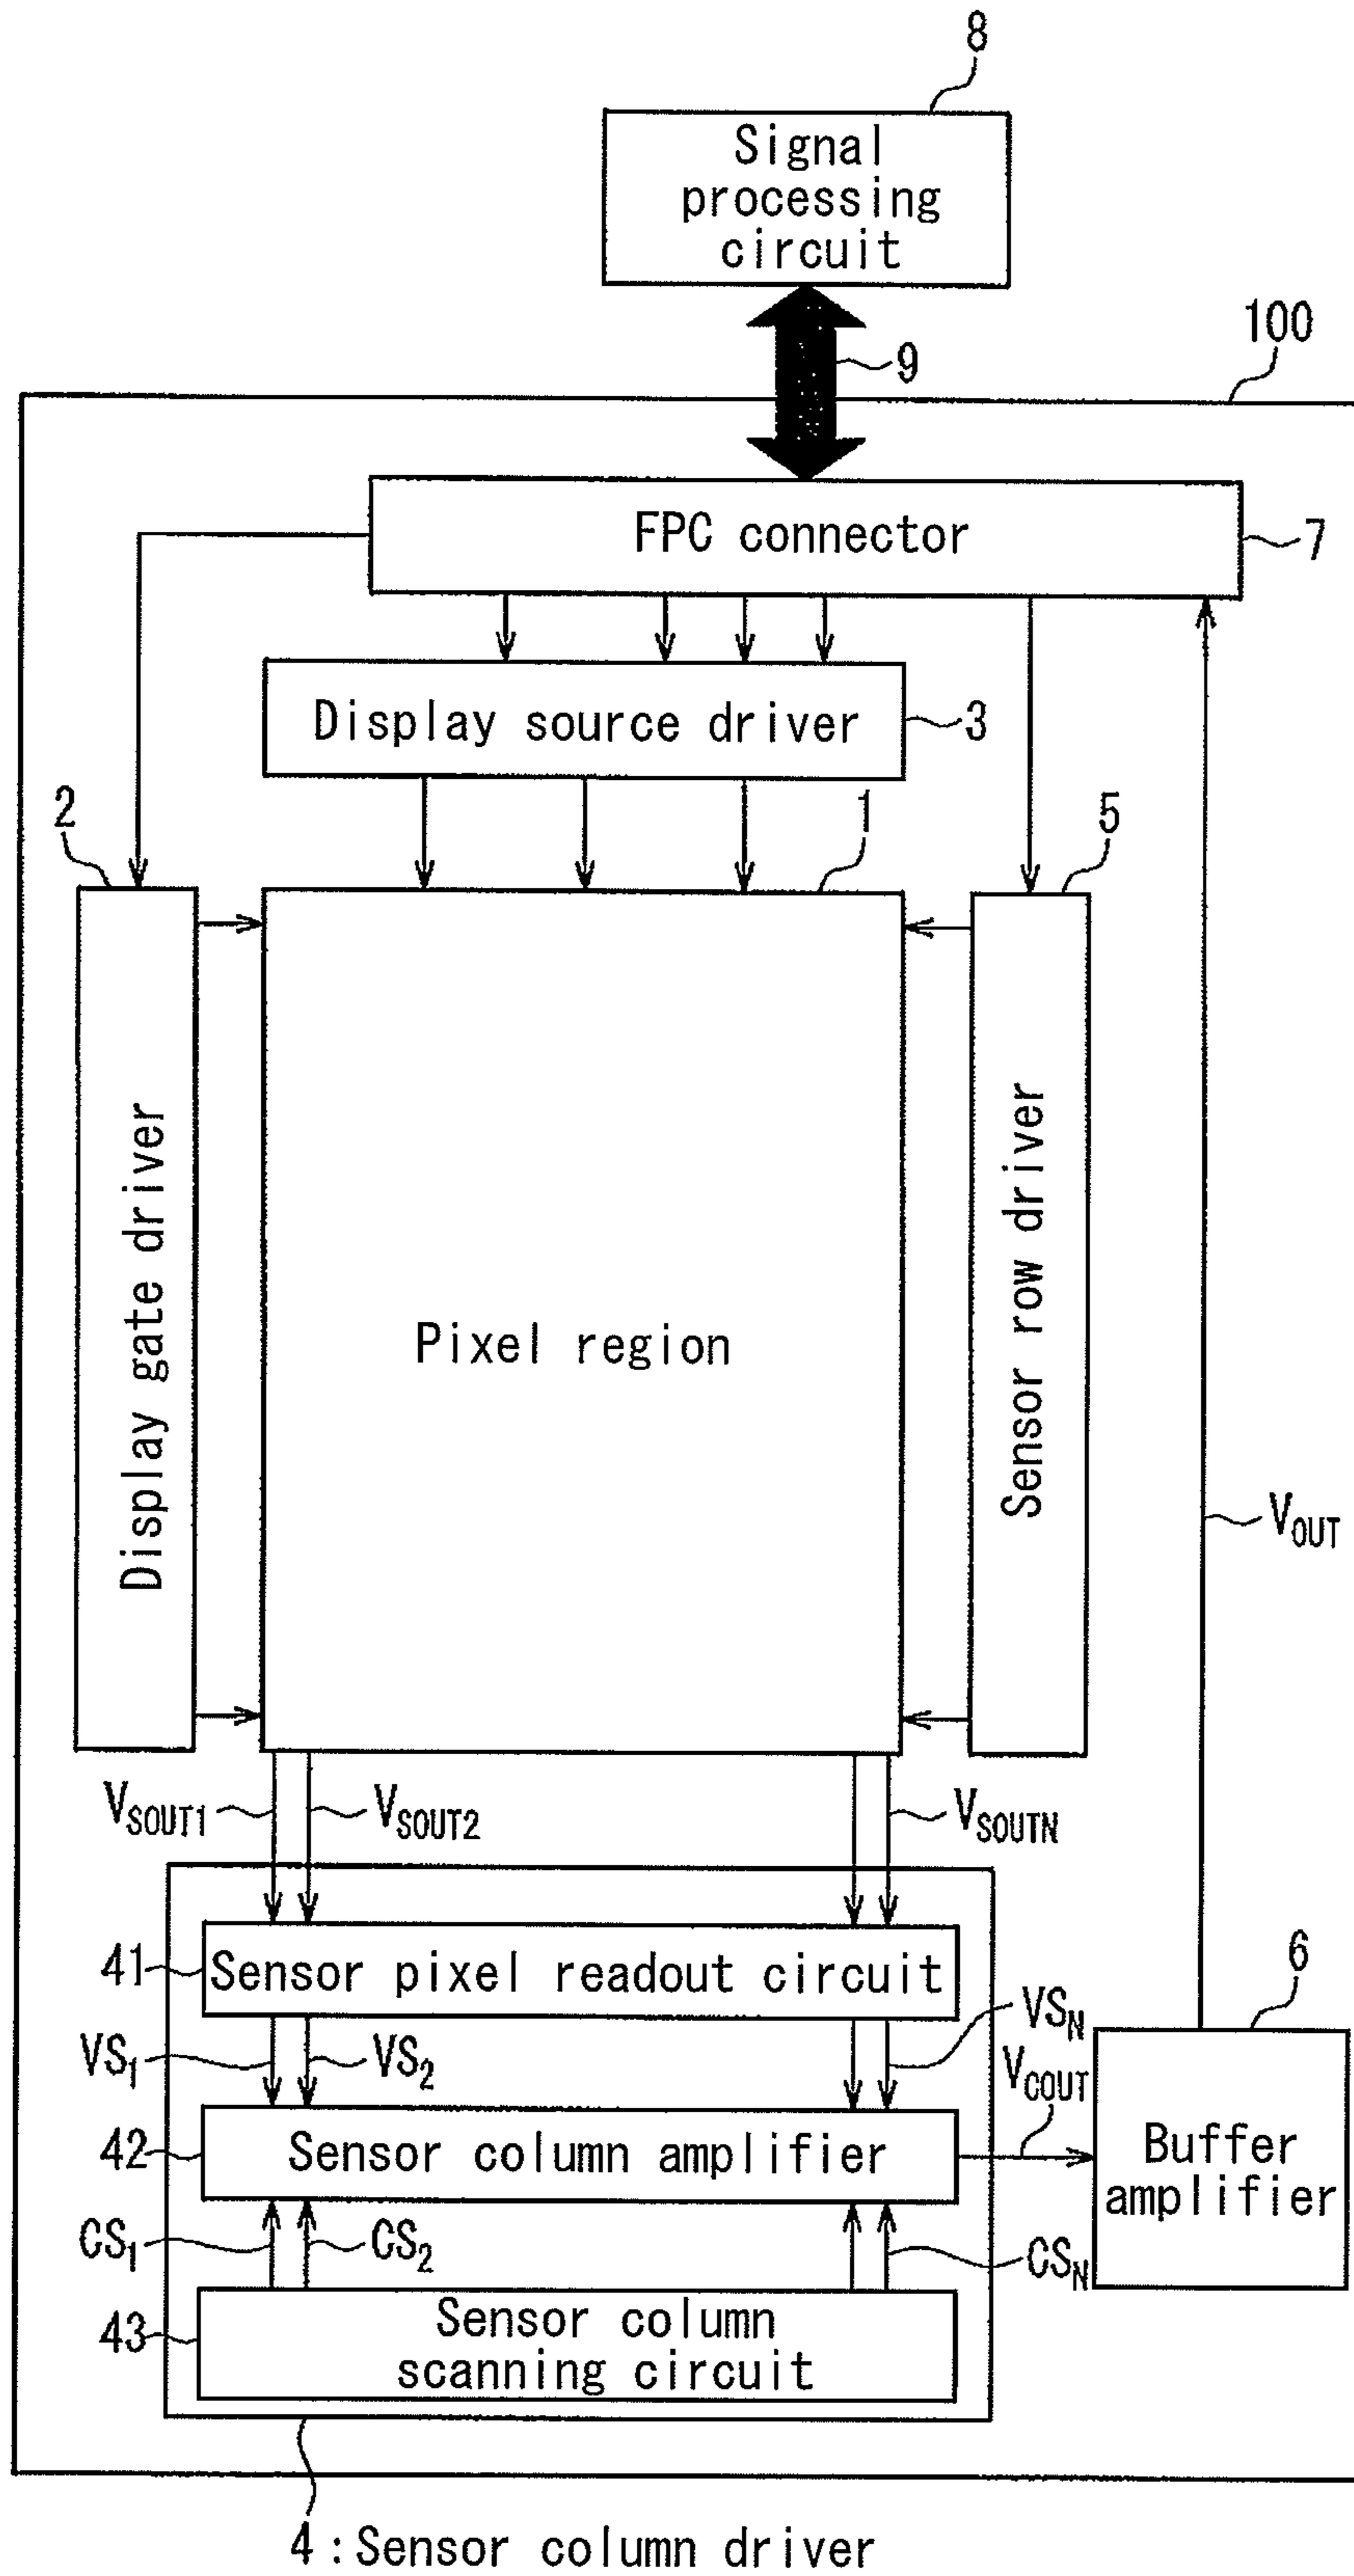 8
Signal
processing
circuit
9
100
FPC connector
7
Display source driver
3
2
1
5
Display gate driver
Pixel region
Sensor row driver
VOUT
VSOUT1
VSOUT2
VSOUTN
41
Sensor pixel readout circuit
6
VS1
VS2
VSN
VCOUT
42
Sensor column amplifier
Buffer
amplifier
CS1
CS2
CSN
43
Sensor column
scanning circuit
4 : Sensor column driver